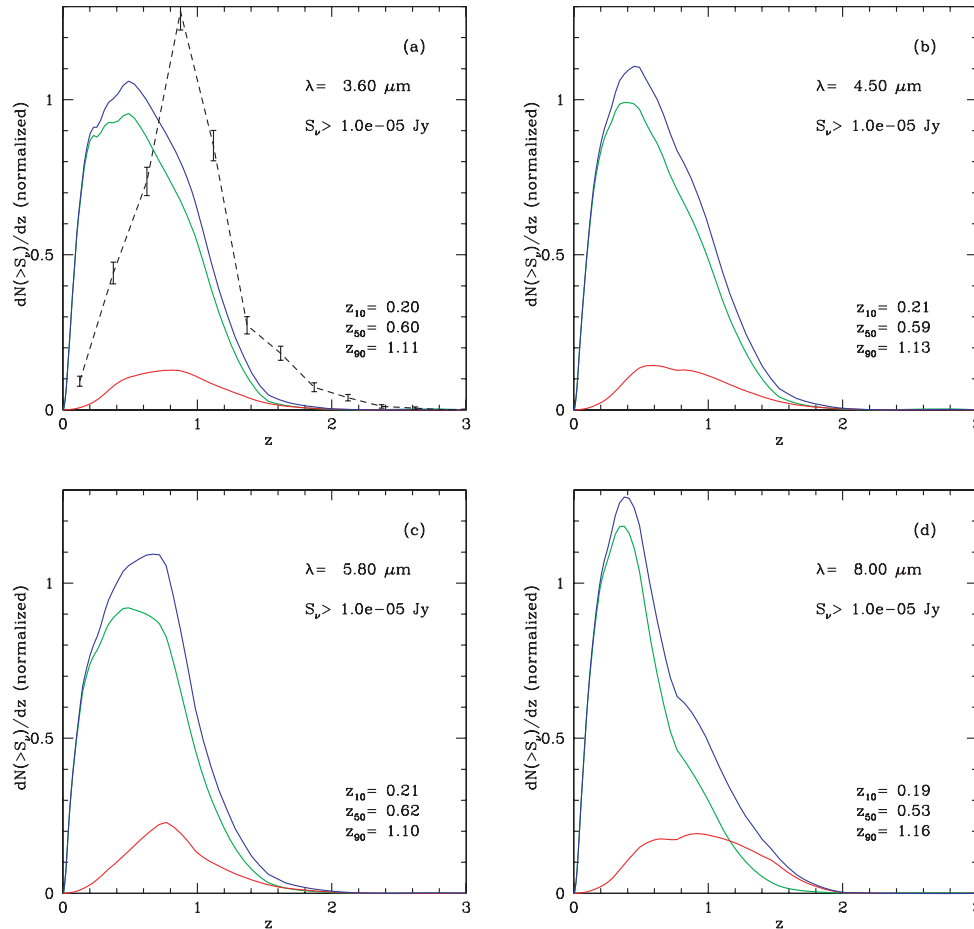 (a)
λ= 3.60 μm
S_ν> 1.0e-05 Jy
z_10= 0.20
z_50= 0.60
z_90= 1.11
dN(>S_ν)/dz (normalized)
0
0.5
1
0 1 2 3
z
(b)
λ= 4.50 μm
S_ν> 1.0e-05 Jy
z_10= 0.21
z_50= 0.59
z_90= 1.13
dN(>S_ν)/dz (normalized)
0
0.5
1
0 1 2 3
z
(c)
λ= 5.80 μm
S_ν> 1.0e-05 Jy
z_10= 0.21
z_50= 0.62
z_90= 1.10
dN(>S_ν)/dz (normalized)
0
0.5
1
0 1 2 3
z
(d)
λ= 8.00 μm
S_ν> 1.0e-05 Jy
z_10= 0.19
z_50= 0.53
z_90= 1.16
dN(>S_ν)/dz (normalized)
0
0.5
1
0 1 2 3
z